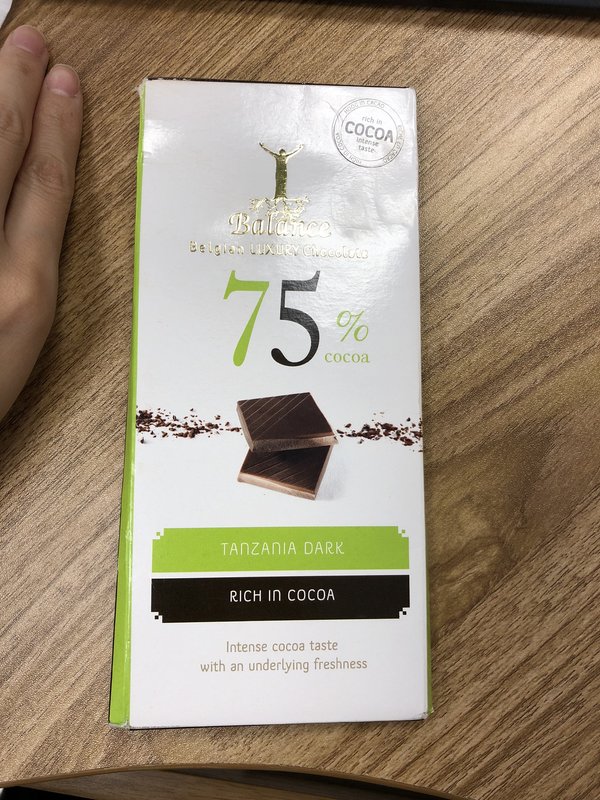 rich in
COCOA
intense
taste
Balance
Belgian LUXURY Chocolate
75%
cocoa
TANZANIA DARK
RICH IN COCOA
Intense cocoa taste
with an underlying freshness